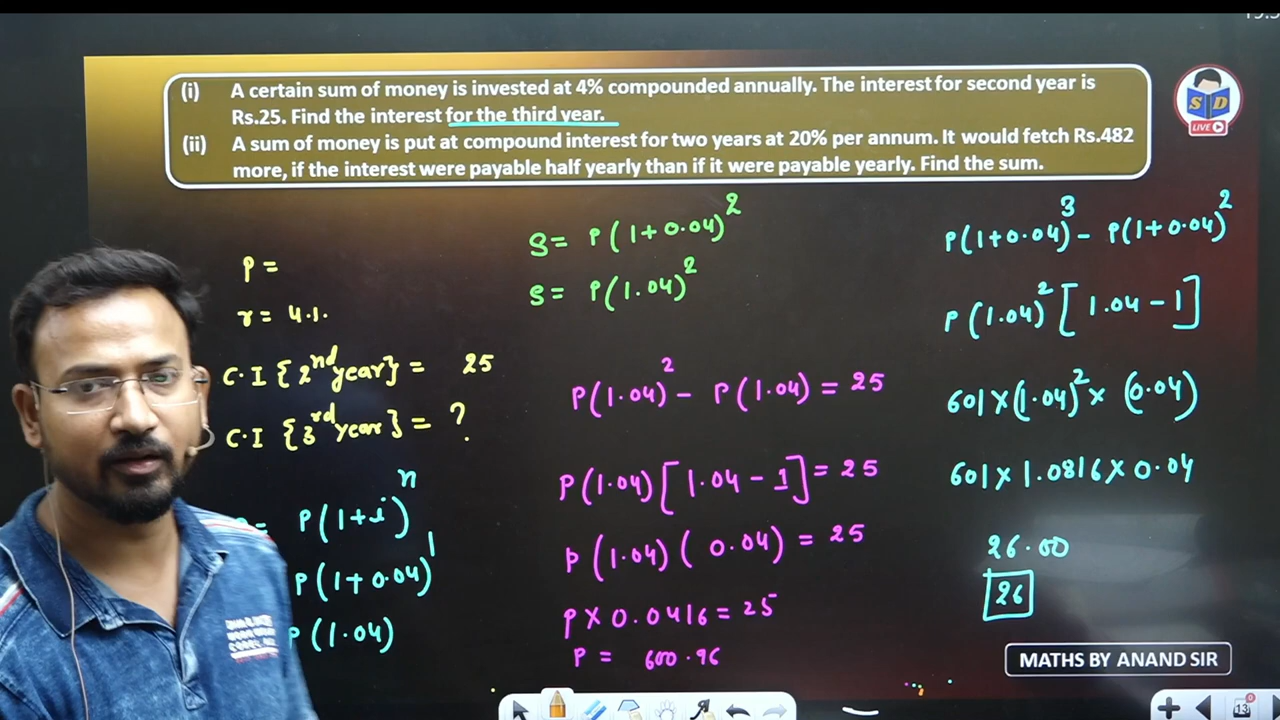 (i) A certain sum of money is invested at 4% compounded annually. The interest for second year is
Rs.25. Find the interest for the third year.
(ii) A sum of money is put at compound interest for two years at 20% per annum. It would fetch Rs.482
more, if the interest were payable half yearly than if it were payable yearly. Find the sum.
SD
LIVE
P =
r = 4.1.
C.I {2nd year} = 25
C.I {3rd year} = ?
= P(1+i)^n
P(1+0.04)^1
P(1.04)
S = P(1+0.04)^2
S = P(1.04)^2
P(1.04)^2 - P(1.04) = 25
P(1.04)[1.04 - 1] = 25
P(1.04)(0.04) = 25
P X 0.0416 = 25
P = 600.96
P(1+0.04)^3 - P(1+0.04)^2
P(1.04)^2[1.04 - 1]
601 X (1.04)^2 X (0.04)
601 X 1.0816 X 0.04
26.00
26
MATHS BY ANAND SIR
13